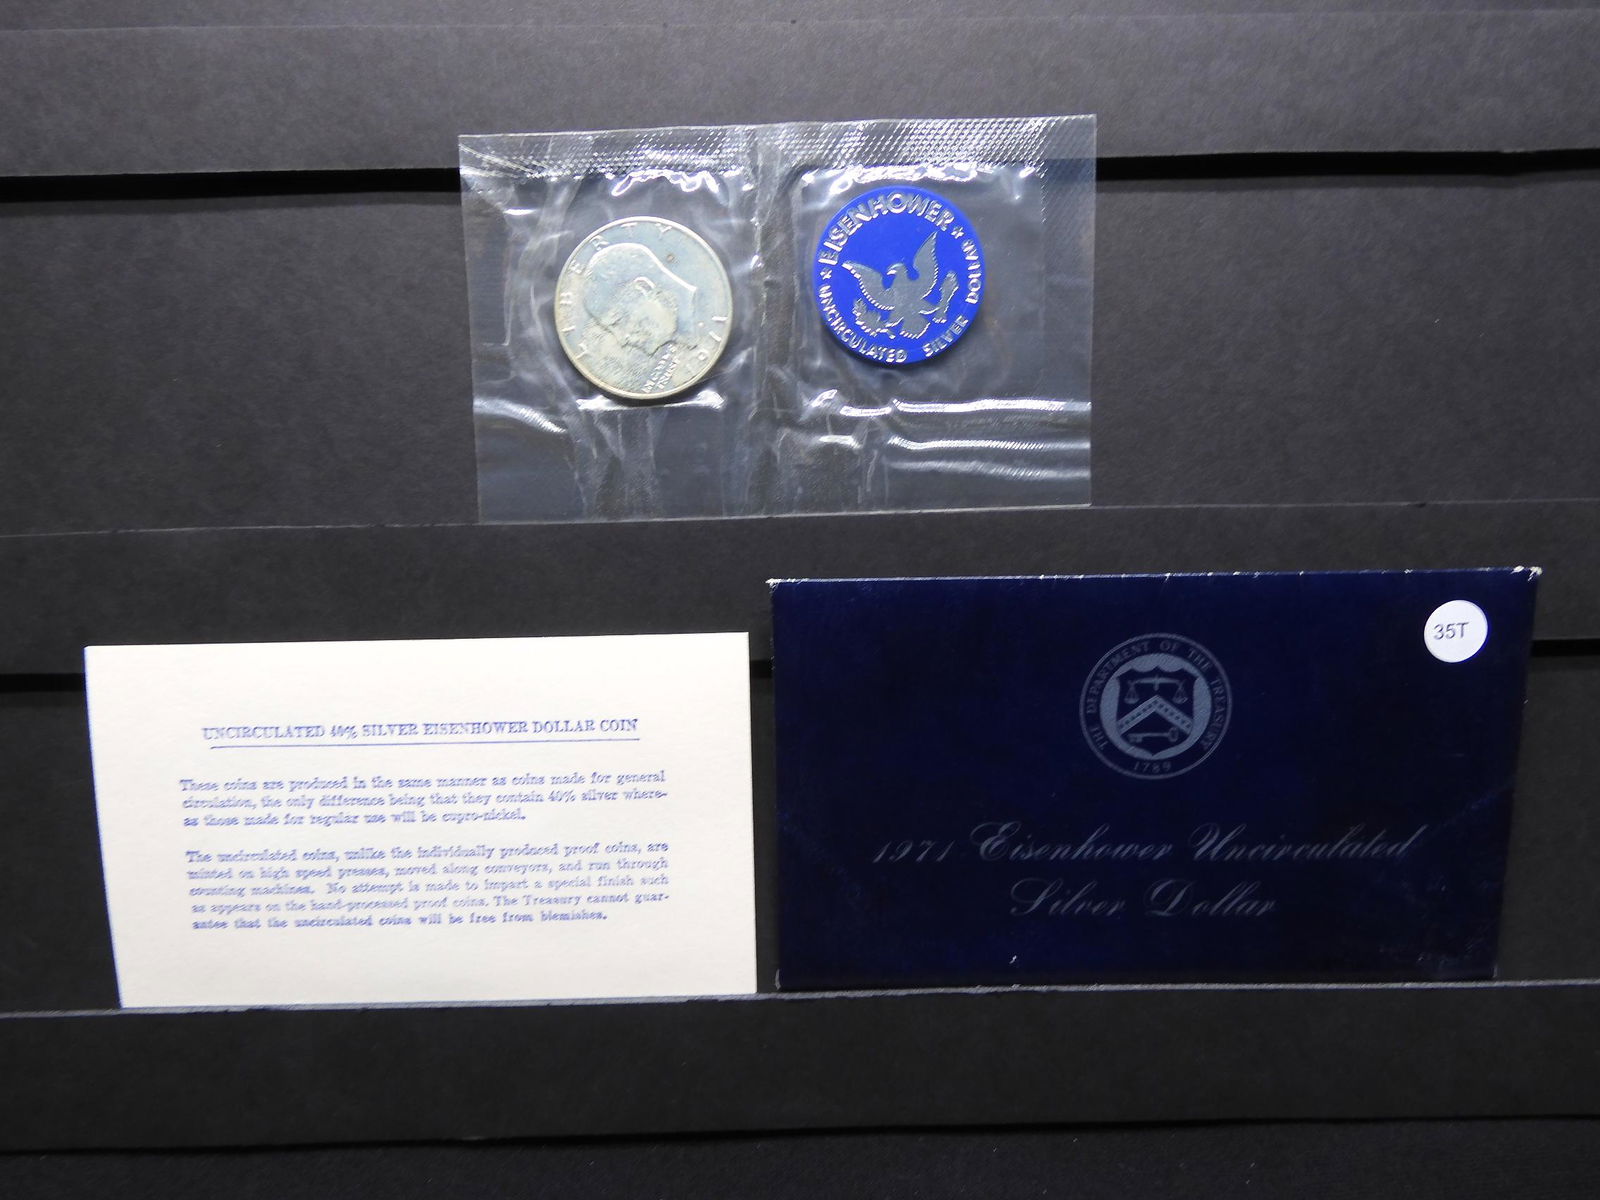 LIBERTY
IN GOD WE
TRUST
1971
★ EISENHOWER ★
UNCIRCULATED SILVER DOLLAR
UNCIRCULATED 40% SILVER EISENHOWER DOLLAR COIN
These coins are produced in the same manner as coins made for general
circulation, the only difference being that they contain 40% silver where-
as those made for regular use will be cupro-nickel.
The uncirculated coins, unlike the individually produced proof coins, are
minted on high speed presses, moved along conveyors, and run through
counting machines. No attempt is made to impart a special finish such
as appears on the hand-processed proof coins. The Treasury cannot guar-
antee that the uncirculated coins will be free from blemishes.
35T
THE DEPARTMENT OF THE TREASURY
1789
1971 Eisenhower Uncirculated
Silver Dollar